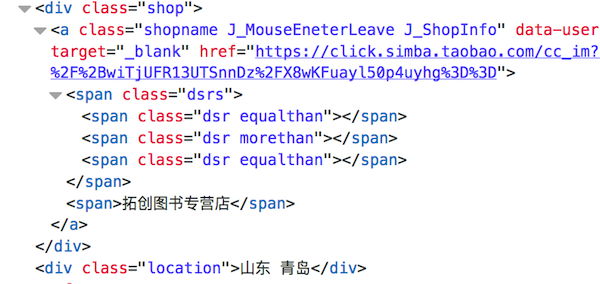 <div class="shop">
<a class="shopname J_MouseEneterLeave J_ShopInfo" data-user
target="_blank" href="https://click.simba.taobao.com/cc_im?
%2F%2BwiTjUFR13UTSnnDz%2FX8wKFuayl50p4uyhg%3D%3D">
<span class="dsrs">
<span class="dsr equalthan"></span>
<span class="dsr morethan"></span>
<span class="dsr equalthan"></span>
</span>
<span>拓创图书专营店</span>
</a>
</div>
<div class="location">山东 青岛</div>